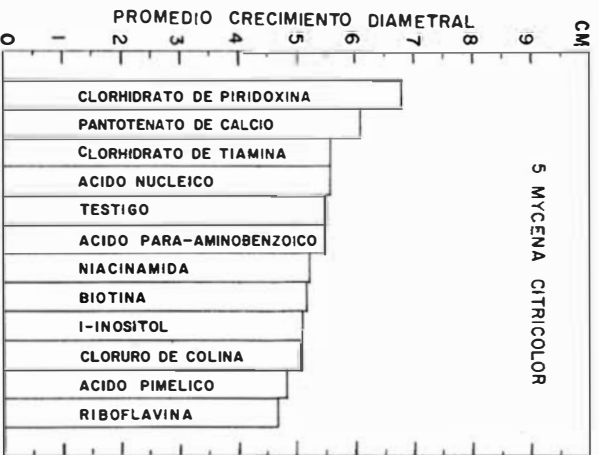 PROMEDIO CRECIMIENTO DIAMETRAL
0 1 2 3 4 5 6 7 8 9 CM
CLORHIDRATO DE PIRIDOXINA
PANTOTENATO DE CALCIO
CLORHIDRATO DE TIAMINA
ACIDO NUCLEICO
TESTIGO
ACIDO PARA-AMINOBENZOICO
NIACINAMIDA
BIOTINA
I-INOSITOL
CLORURO DE COLINA
ACIDO PIMELICO
RIBOFLAVINA
5 MYCENA CITRICOLOR